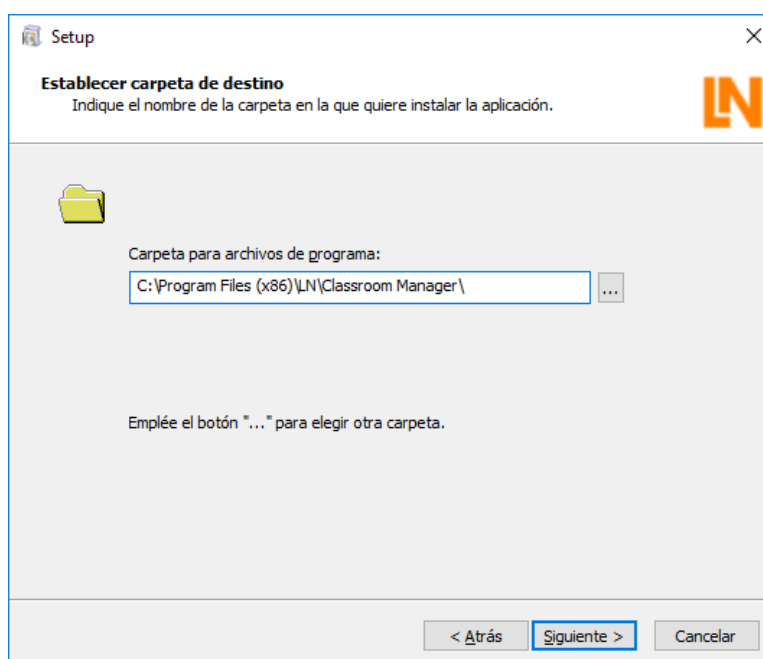 Setup
Establecer carpeta de destino
Indique el nombre de la carpeta en la que quiere instalar la aplicación.
LN
Carpeta para archivos de programa:
C:\Program Files (x86)\LN\Classroom Manager\
...
Emplée el botón "..." para elegir otra carpeta.
< Atrás
Siguiente >
Cancelar